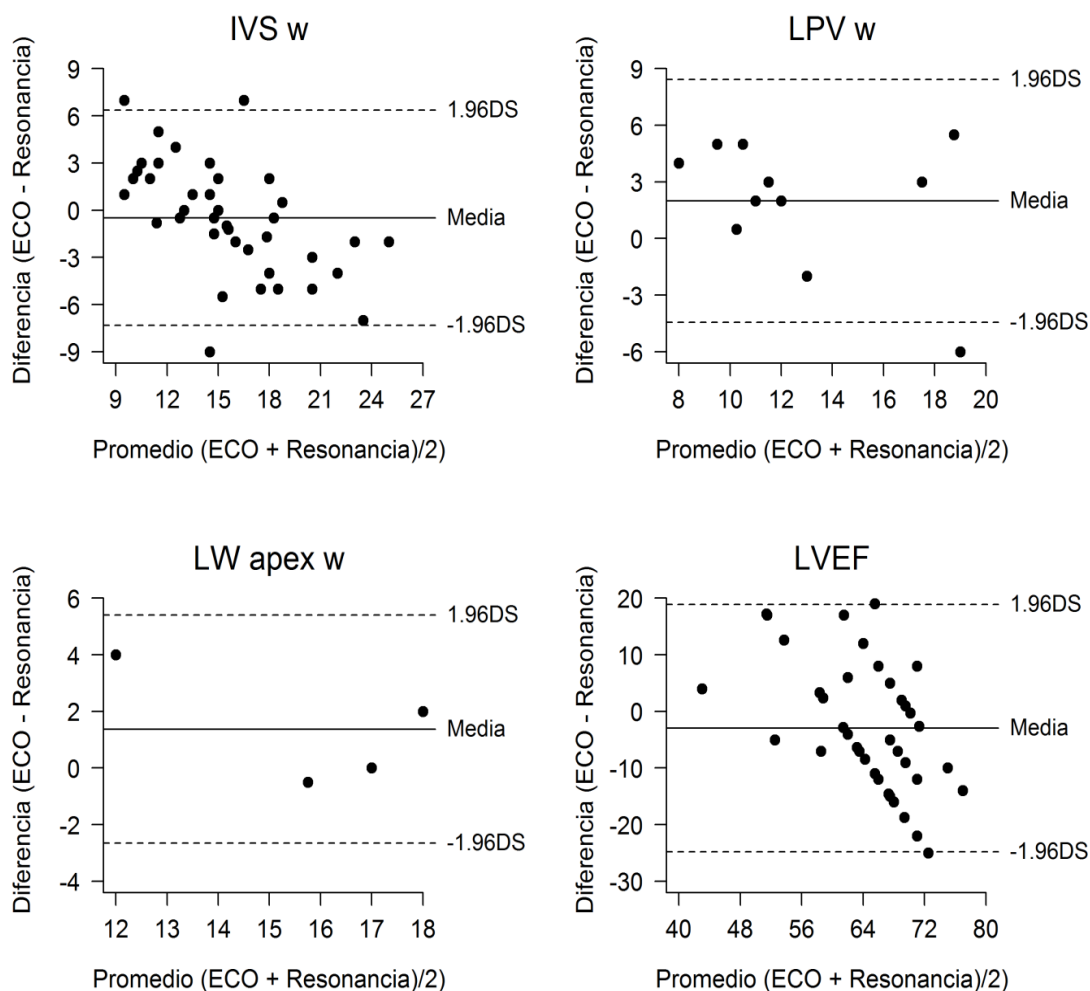 IVS w
Diferencia (ECO - Resonancia)
9
6
3
0
-3
-6
-9
1.96DS
Media
-1.96DS
9 12 15 18 21 24 27
Promedio (ECO + Resonancia)/2)
LPV w
Diferencia (ECO - Resonancia)
9
6
3
0
-3
-6
1.96DS
Media
-1.96DS
8 10 12 14 16 18 20
Promedio (ECO + Resonancia)/2)
LW apex w
Diferencia (ECO - Resonancia)
6
4
2
0
-2
-4
1.96DS
Media
-1.96DS
12 13 14 15 16 17 18
Promedio (ECO + Resonancia)/2)
LVEF
Diferencia (ECO - Resonancia)
20
10
0
-10
-20
-30
1.96DS
Media
-1.96DS
40 48 56 64 72 80
Promedio (ECO + Resonancia)/2)